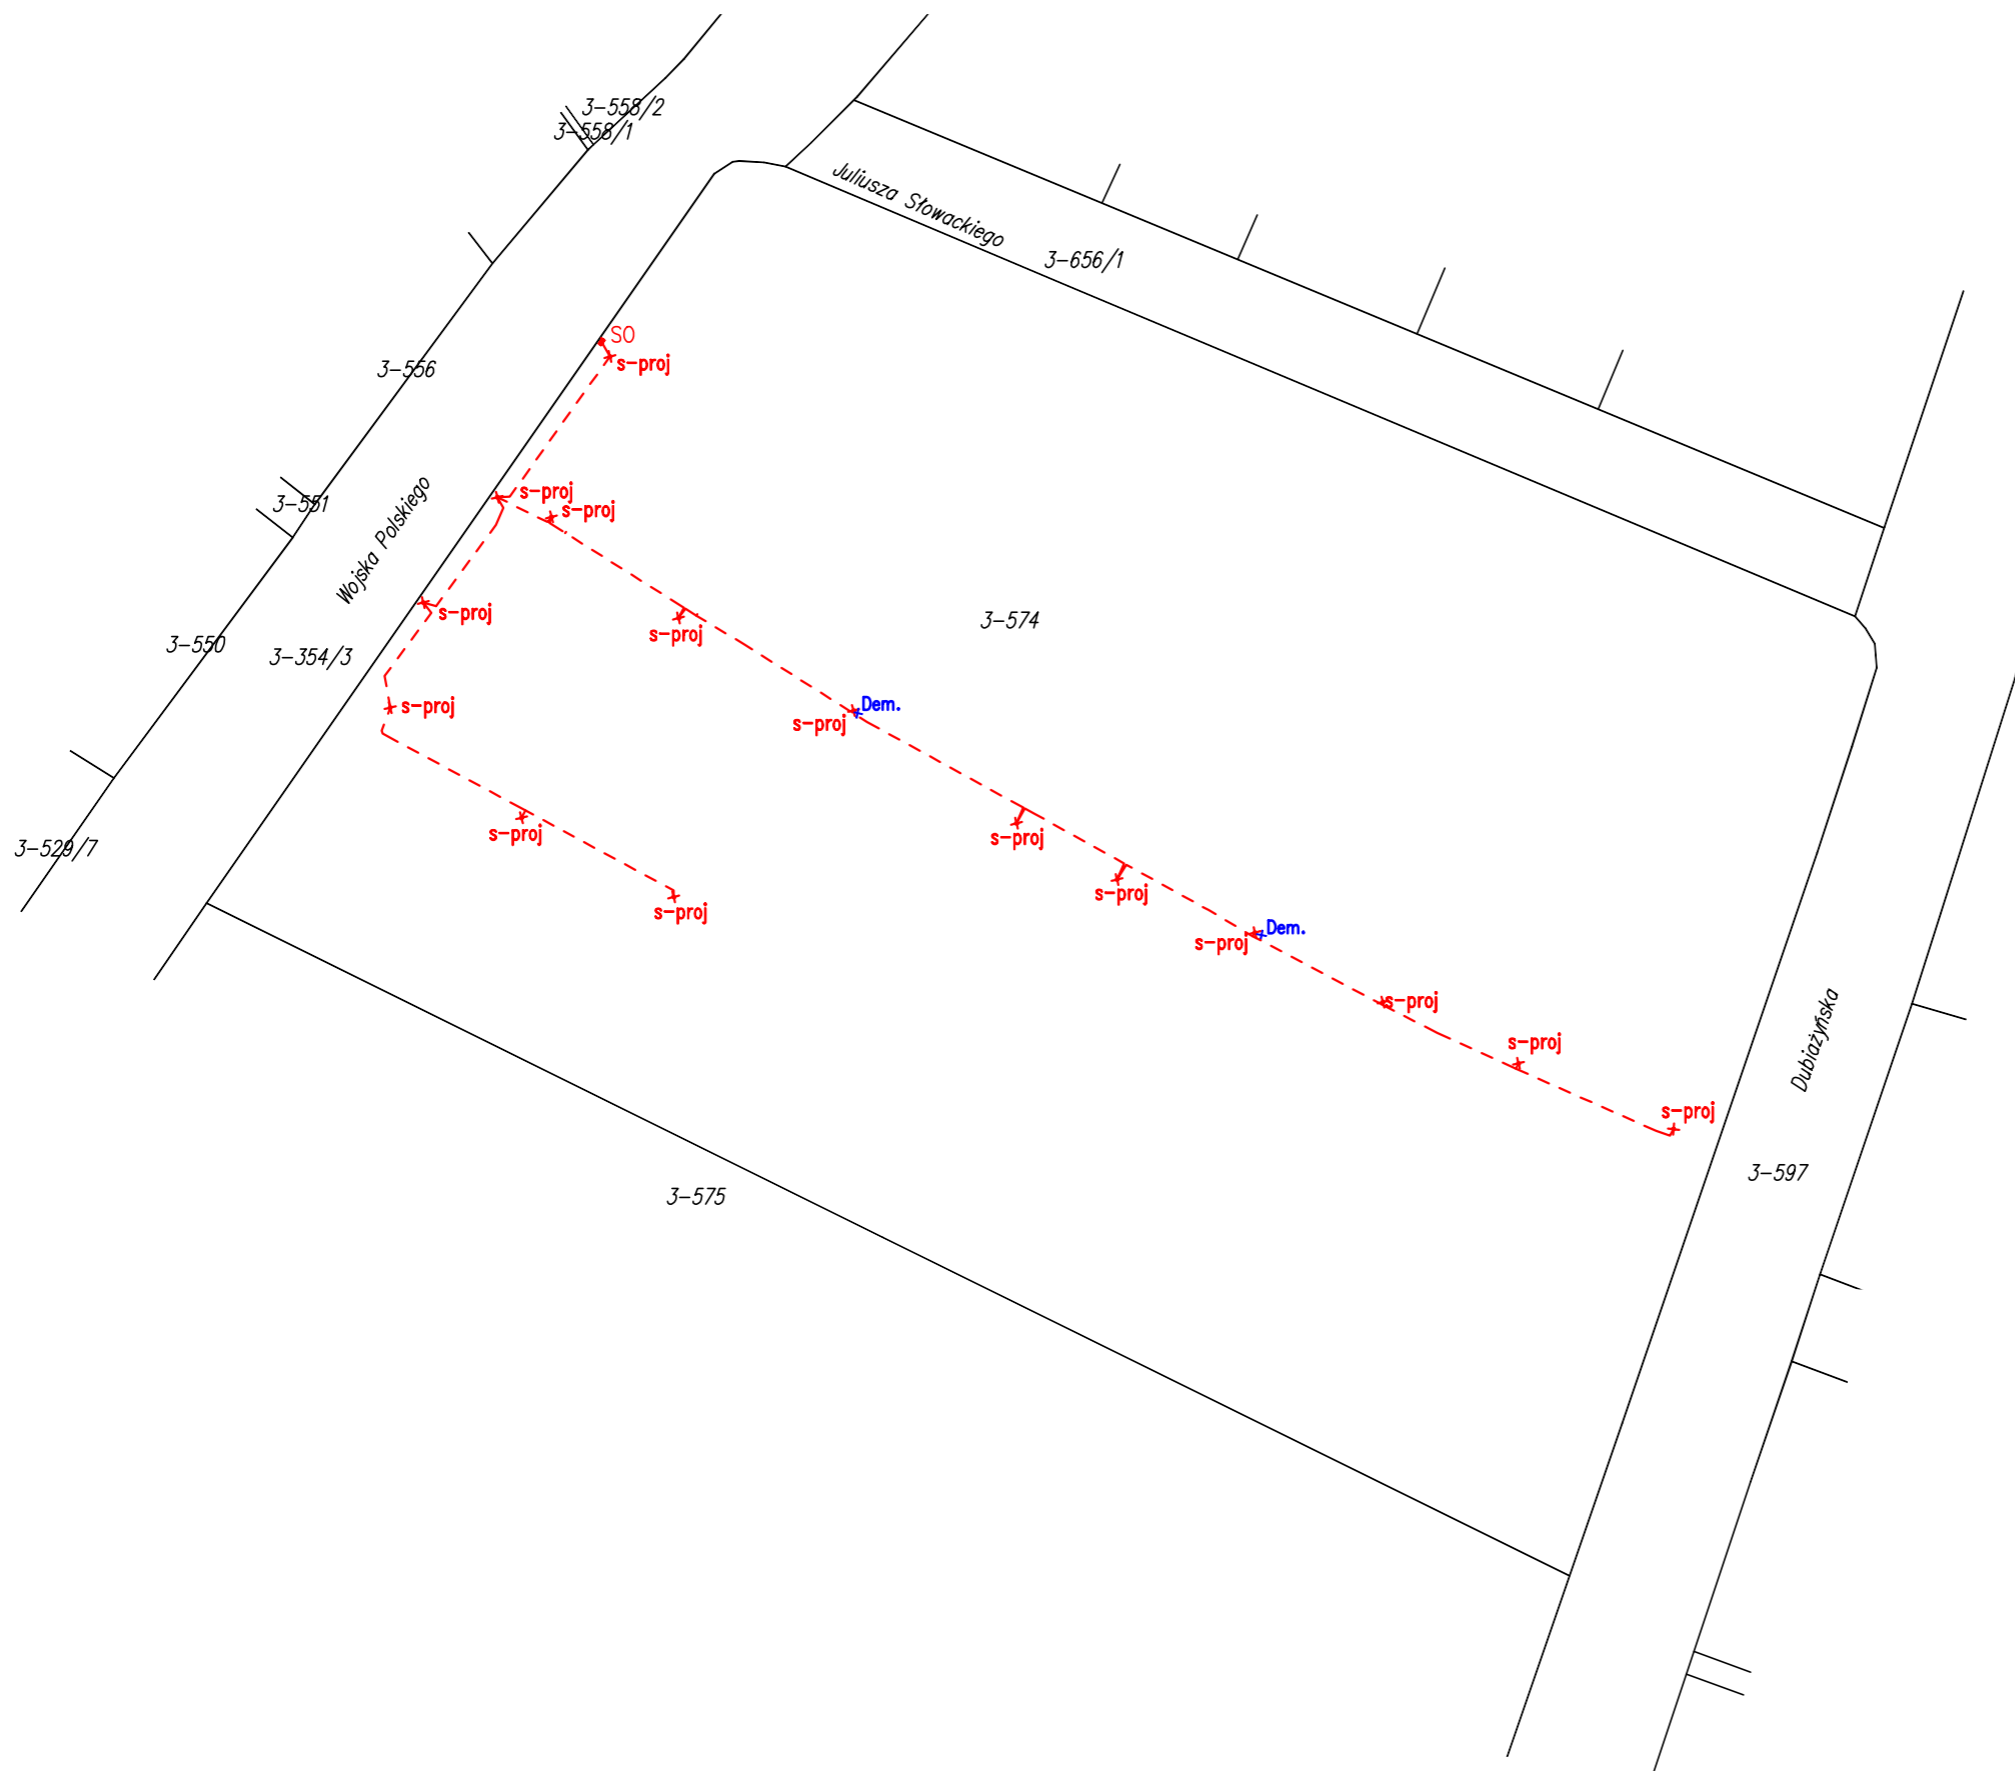 3-558/2
3-558/1
Juliusza Słowackiego
3-656/1
SO
s-proj
3-556
s-proj
s-proj
3-551
Wojska Polskiego
s-proj
3-574
s-proj
3-550
3-354/3
s-proj
Dem.
s-proj
s-proj
s-proj
3-529/7
s-proj
s-proj
Dem.
s-proj
s-proj
s-proj
Dubiażyńska
s-proj
3-597
3-575